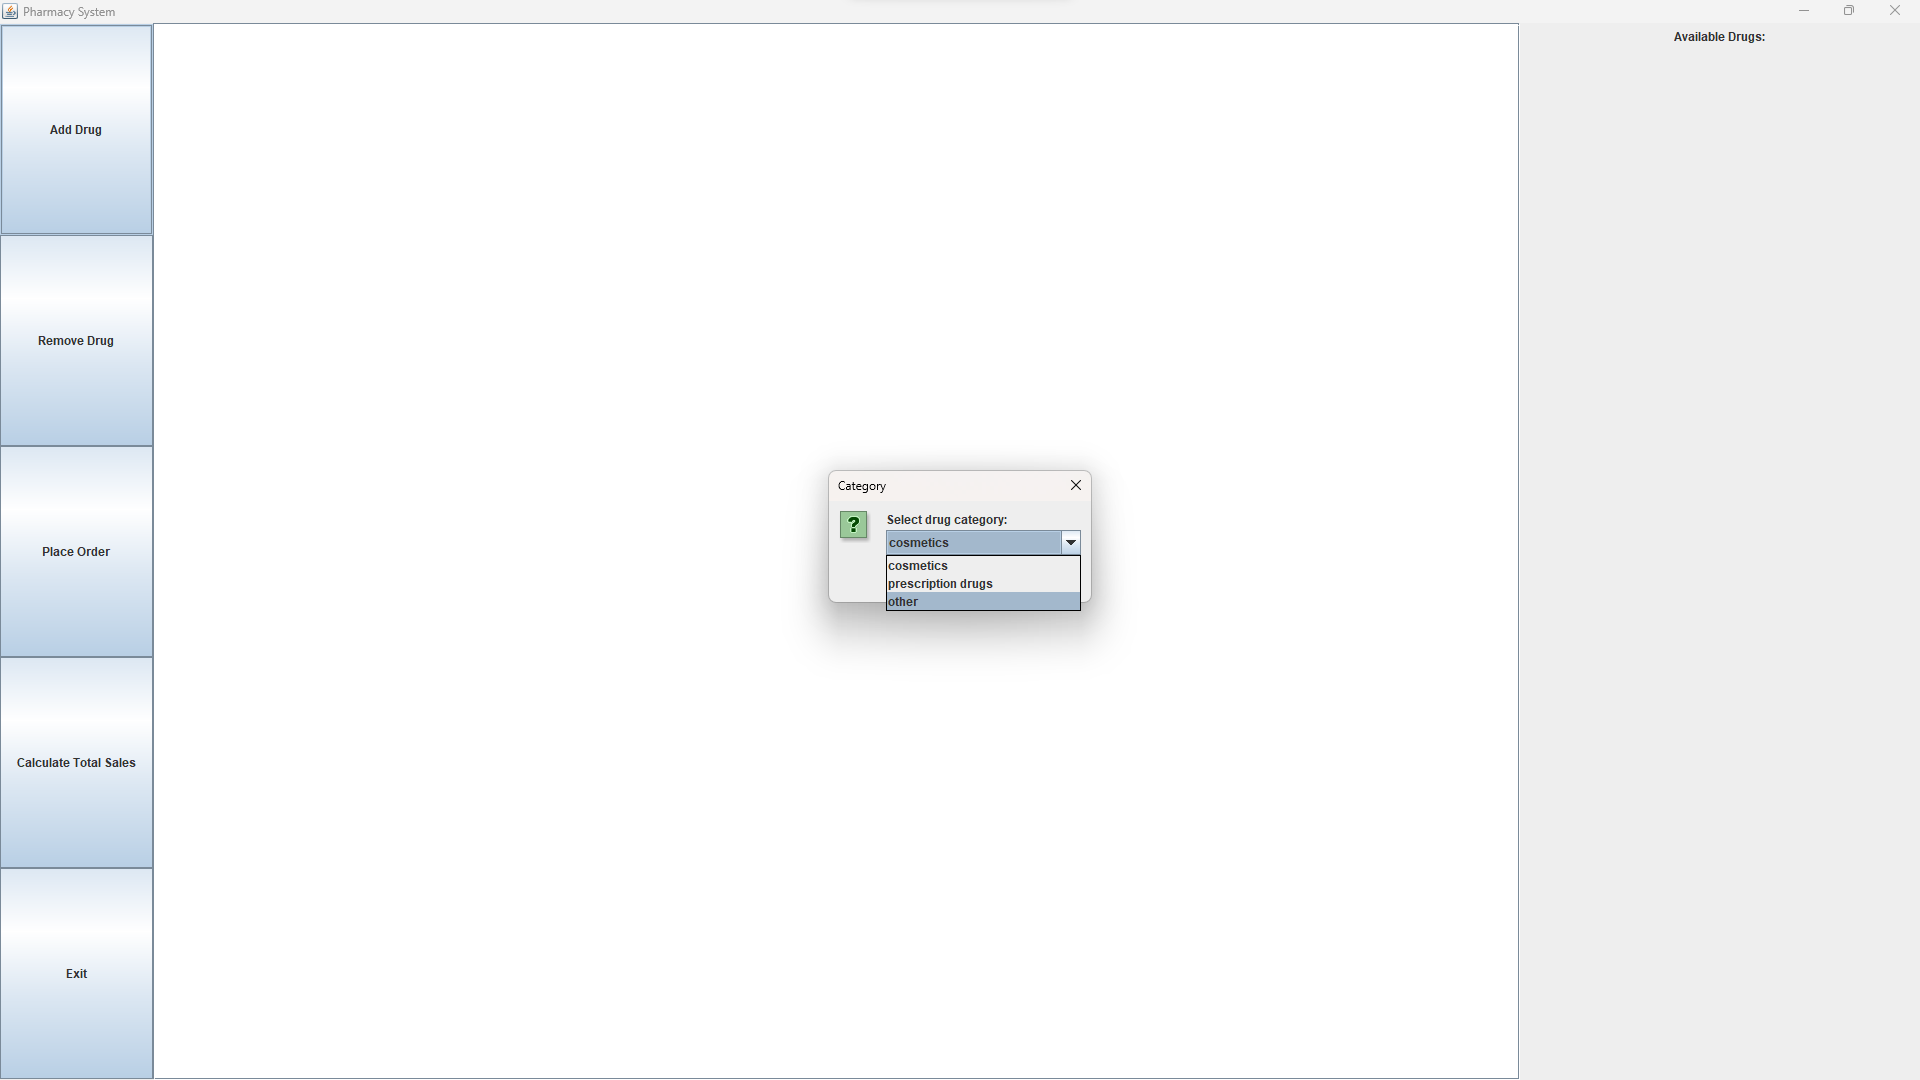 Pharmacy System
Available Drugs:
Add Drug
Remove Drug
Place Order
Calculate Total Sales
Exit
Category
?
Select drug category:
cosmetics
cosmetics
prescription drugs
other